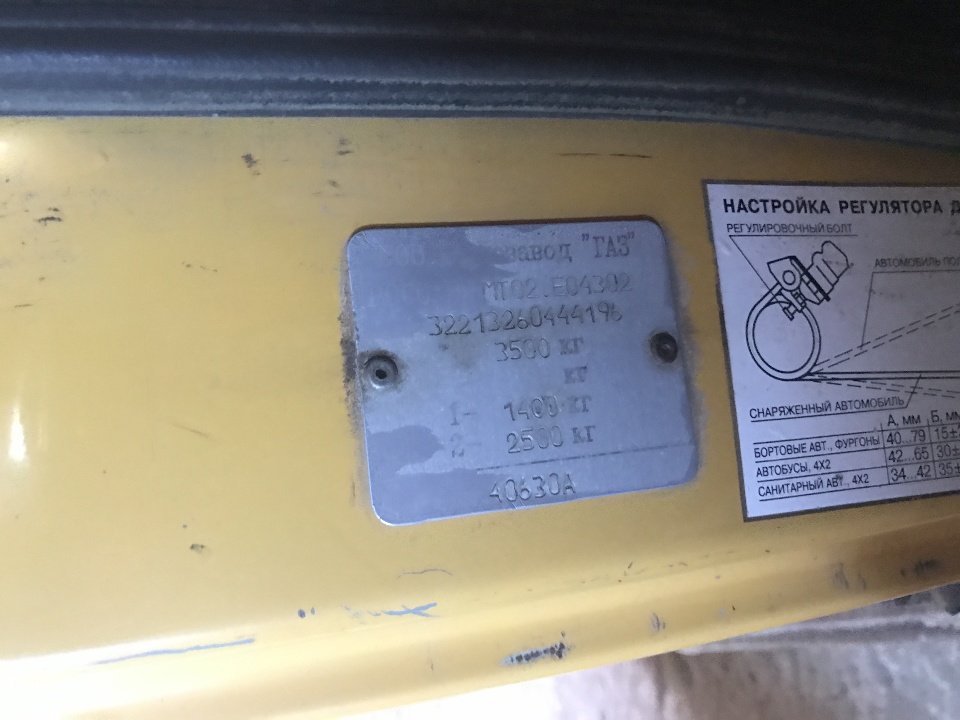 завод "ГАЗ"
МТ02.Е04302
32213260444196
3500 кг
кг
1- 1400 кг
2- 2500 кг
40630А
НАСТРОЙКА РЕГУЛЯТОРА
РЕГУЛИРОВОЧНЫЙ БОЛТ
АВТОМОБИЛЬ
СНАРЯЖЕННЫЙ АВТОМОБИЛЬ
А, мм Б, мм
БОРТОВЫЕ АВТ., ФУРГОНЫ 40...79 15±
АВТОБУСЫ, 4Х2 42...65 30±
САНИТАРНЫЙ АВТ., 4Х2 34...42 35±